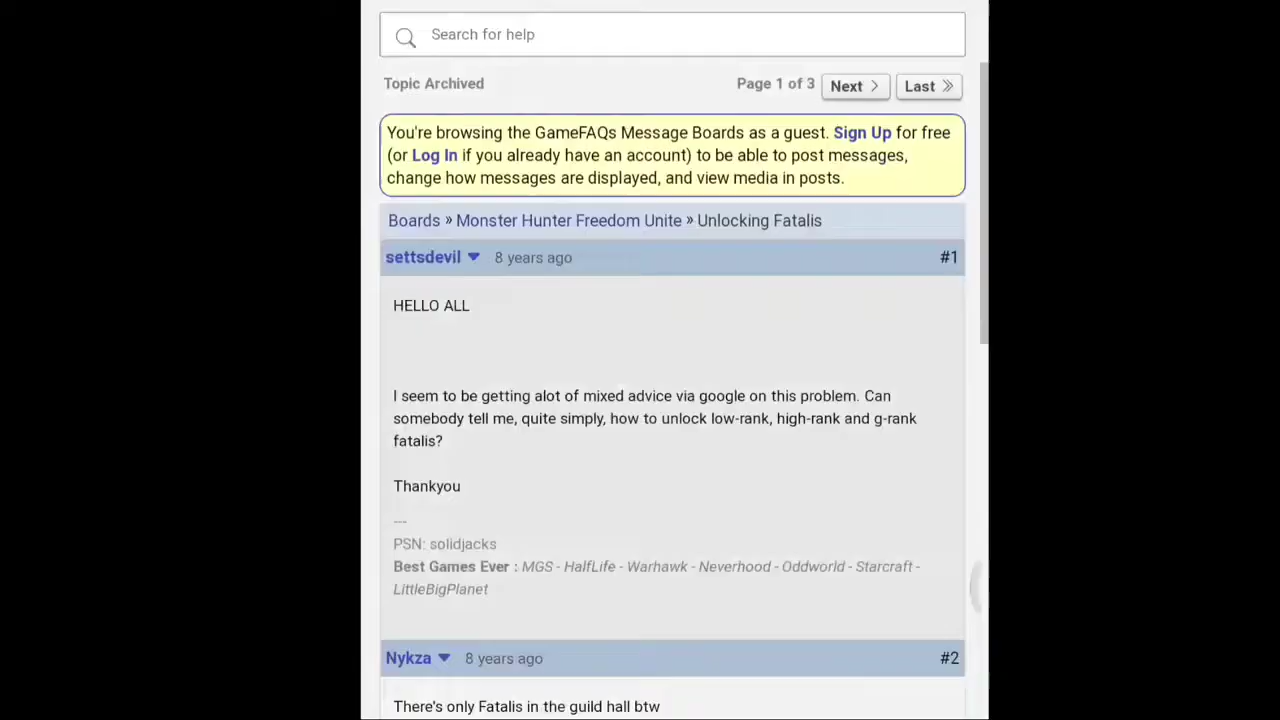 Search for help
Topic Archived
Page 1 of 3 Next Last
You're browsing the GameFAQs Message Boards as a guest. Sign Up for free
(or Log In if you already have an account) to be able to post messages,
change how messages are displayed, and view media in posts.
Boards » Monster Hunter Freedom Unite » Unlocking Fatalis
settsdevil 8 years ago #1
HELLO ALL
I seem to be getting alot of mixed advice via google on this problem. Can
somebody tell me, quite simply, how to unlock low-rank, high-rank and g-rank
fatalis?
Thankyou
---
PSN: solidjacks
Best Games Ever : MGS - HalfLife - Warhawk - Neverhood - Oddworld - Starcraft -
LittleBigPlanet
Nykza 8 years ago #2
There's only Fatalis in the guild hall btw